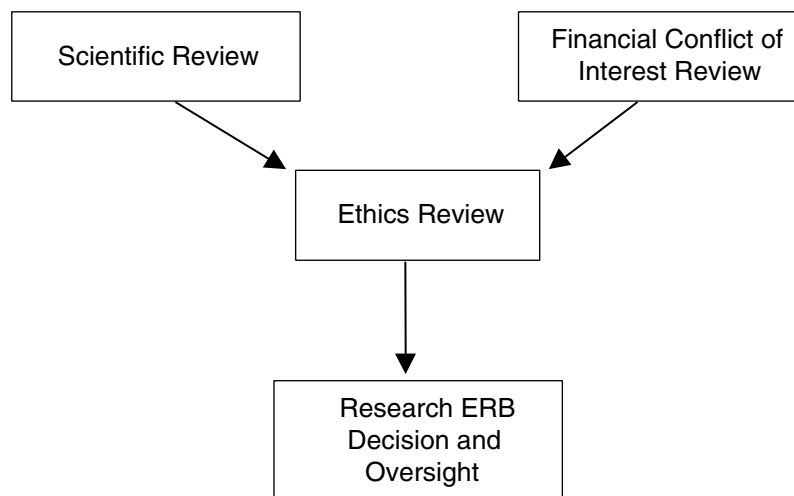 Scientific Review
Financial Conflict of
Interest Review
Ethics Review
Research ERB
Decision and
Oversight